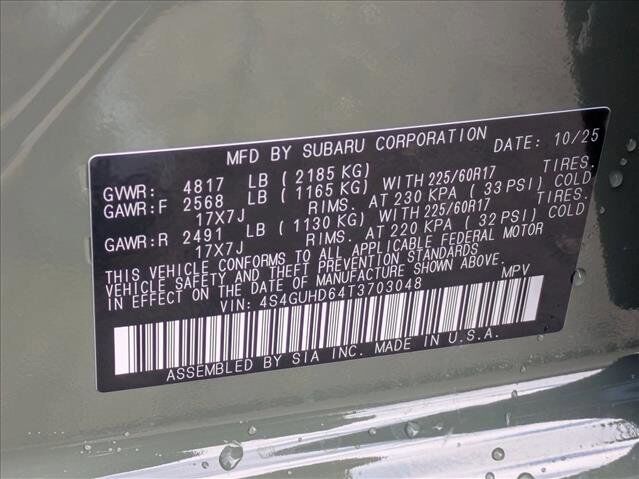 MFD BY SUBARU CORPORATION DATE: 10/25
GVWR: 4817 LB (2185 KG)
GAWR:F 2568 LB (1165 KG) WITH 225/60R17 TIRES.
17X7J RIMS. AT 230 KPA (33 PSI) COLD
GAWR:R 2491 LB (1130 KG) WITH 225/60R17 TIRES.
17X7J RIMS. AT 220 KPA (32 PSI) COLD
THIS VEHICLE CONFORMS TO ALL APPLICABLE FEDERAL MOTOR
VEHICLE SAFETY AND THEFT PREVENTION STANDARDS
IN EFFECT ON THE DATE OF MANUFACTURE SHOWN ABOVE.
VIN: 4S4GUHD64T3703048 MPV
ASSEMBLED BY SIA INC. MADE IN U.S.A.